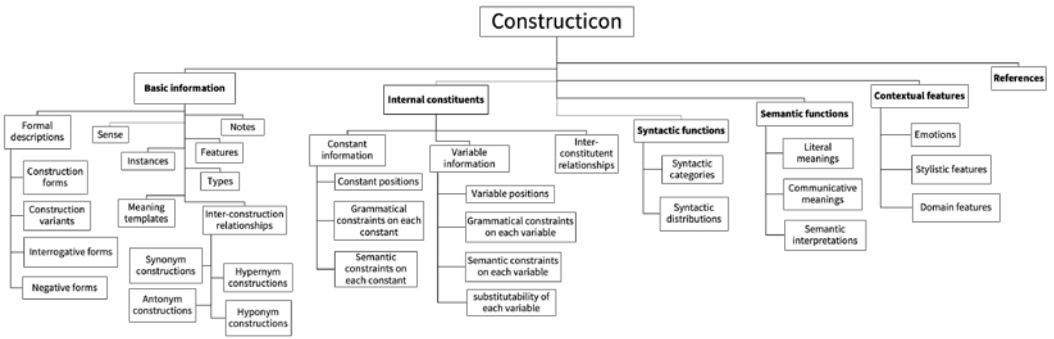 Constructicon
Basic information
Formal
descriptions
Construction
forms
Construction
variants
Interrogative forms
Negative forms
Sense
Notes
Instances
Features
Types
Meaning
templates
Inter-construction
relationships
Synonym
constructions
Antonym
constructions
Hypernym
constructions
Hyponym
constructions
Internal constituents
Constant
information
Constant positions
Grammatical
constraints on each
constant
Semantic
constraints on
each constant
Variable
information
Variable positions
Grammatical constraints
on each variable
Semantic constraints
on each variable
substitutability of
each variable
Inter-
constitutent
relationships
Syntactic functions
Syntactic
categories
Syntactic
distributions
Semantic functions
Literal
meanings
Communicative
meanings
Semantic
interpretations
Contextual features
Emotions
Stylistic features
Domain features
References